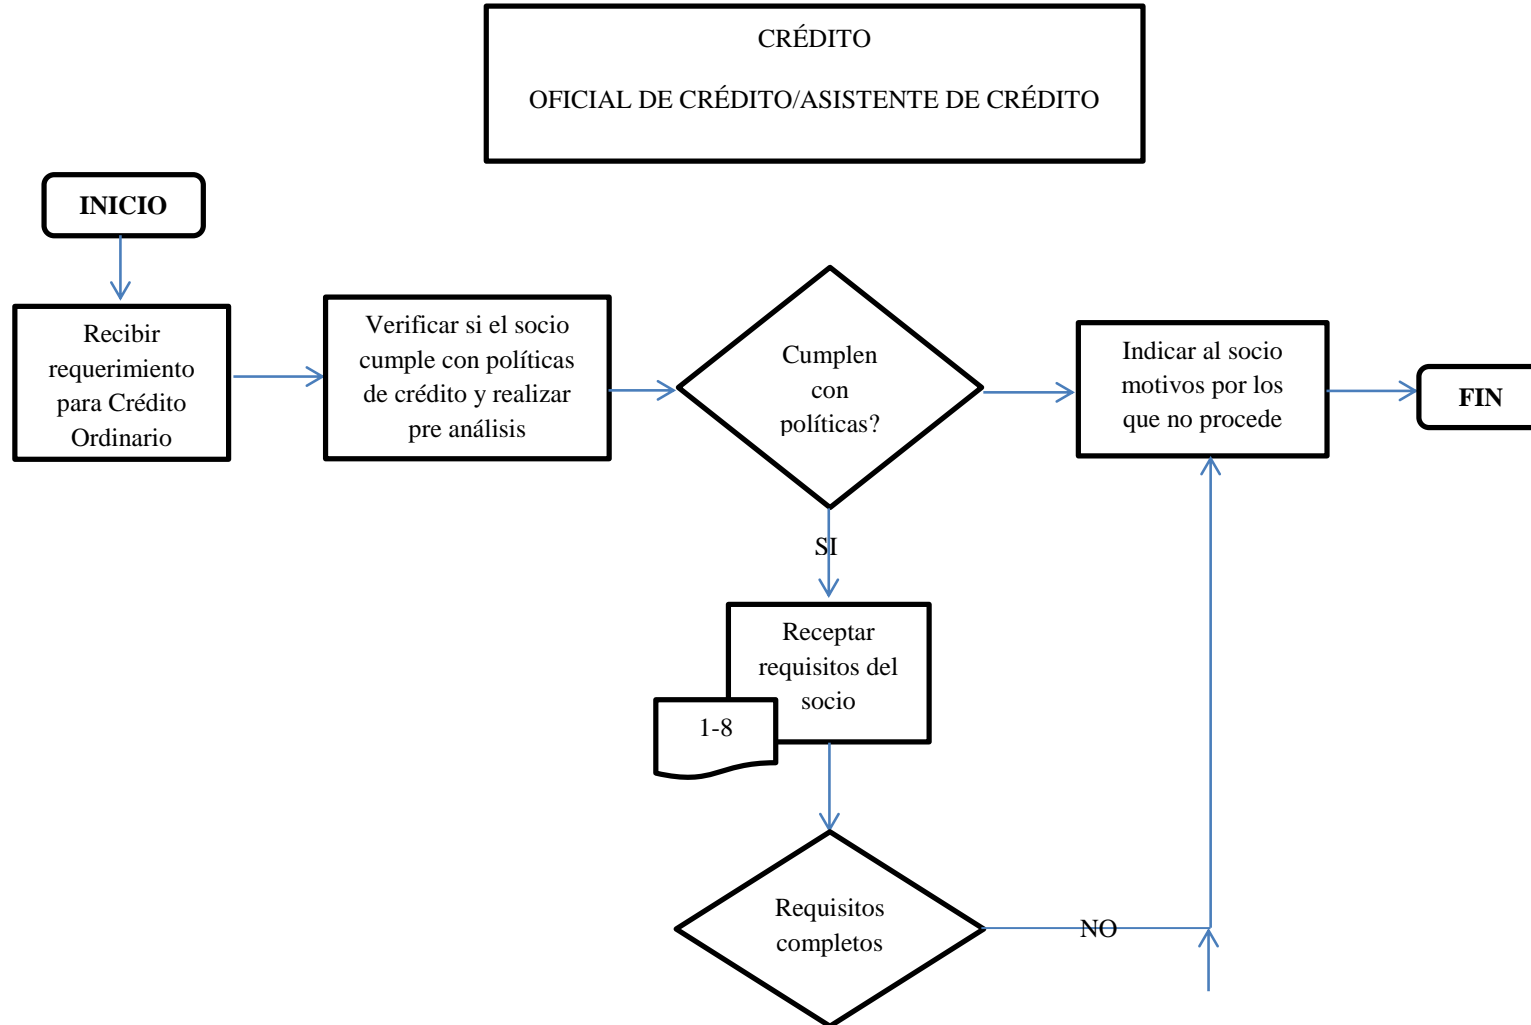 CRÉDITO
OFICIAL DE CRÉDITO/ASISTENTE DE CRÉDITO
INICIO
Recibir
requerimiento
para Crédito
Ordinario
Verificar si el socio
cumple con políticas
de crédito y realizar
pre análisis
Cumplen
con
políticas?
Indicar al socio
motivos por los
que no procede
FIN
SI
Receptar
requisitos del
socio
1-8
Requisitos
completos
NO